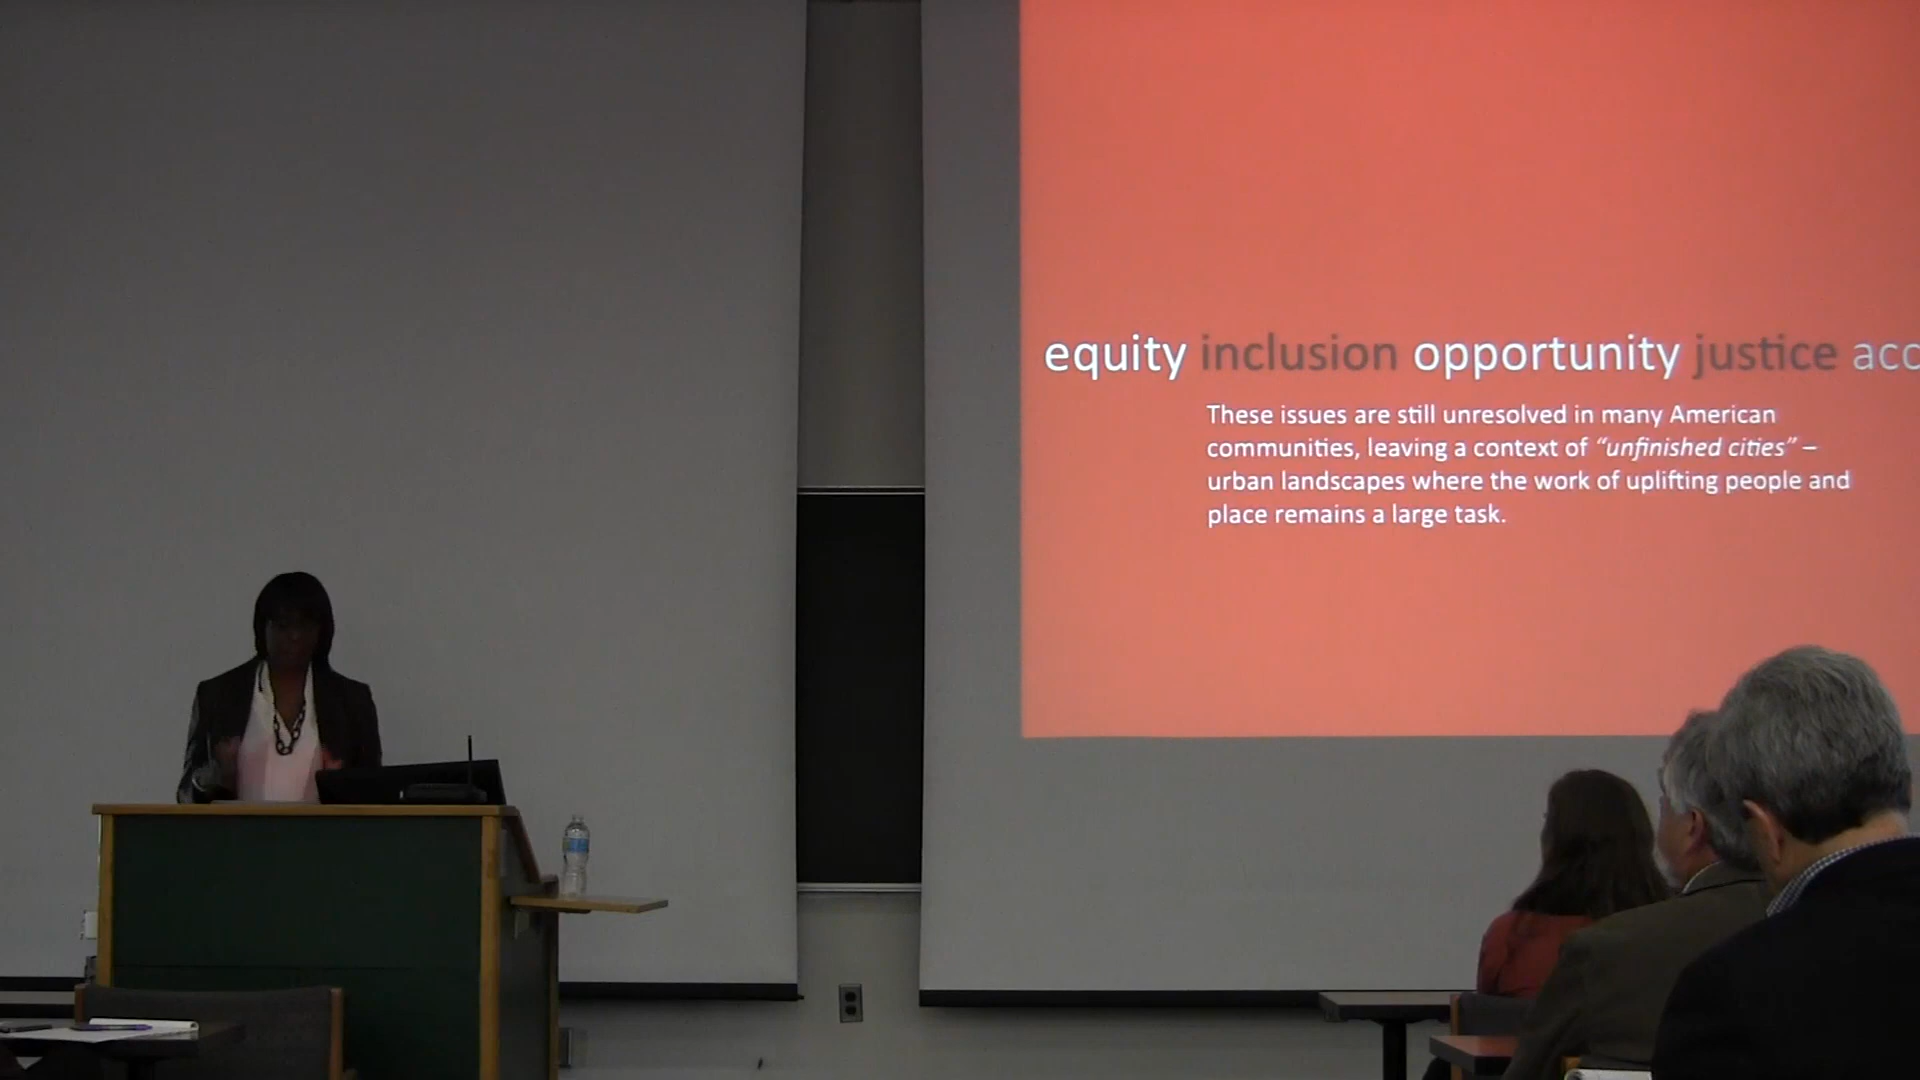 equity inclusion opportunity justice acc
These issues are still unresolved in many American
communities, leaving a context of “unfinished cities” –
urban landscapes where the work of uplifting people and
place remains a large task.